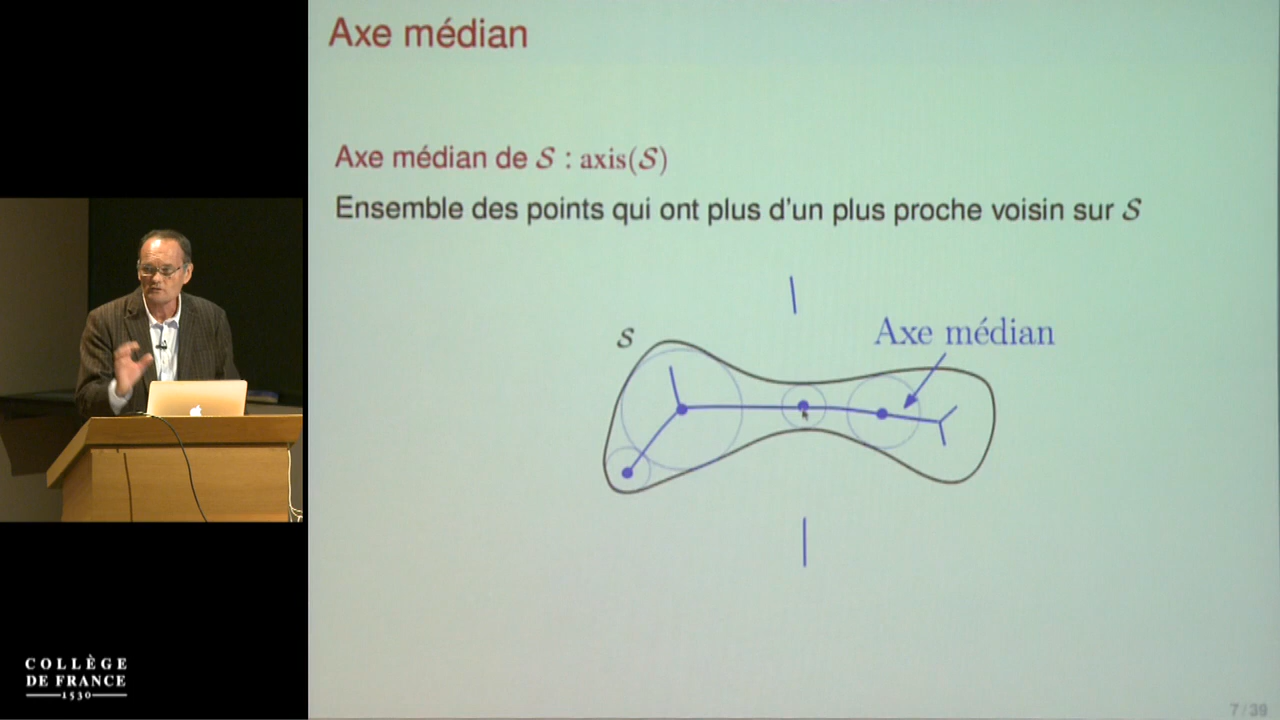 Axe médian
Axe médian de S : axis(S)
Ensemble des points qui ont plus d'un plus proche voisin sur S
S
Axe médian
COLLÈGE
DE FRANCE
1530
7/39